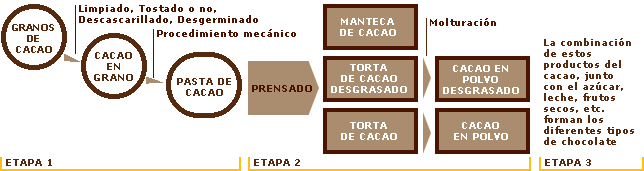 GRANOS
DE
CACAO
Limpiado, Tostado o no,
Descascarillado, Desgerminado
CACAO
EN
GRANO
Procedimiento mecánico
PASTA DE
CACAO
PRENSADO
MANTECA
DE CACAO
TORTA
DE CACAO
DESGRASADO
TORTA
DE CACAO
Molturación
CACAO EN
POLVO
DESGRASADO
CACAO
EN POLVO
La combinación
de estos
productos del
cacao, junto
con el azúcar,
leche, frutos
secos, etc.
forman los
diferentes tipos
de chocolate
ETAPA 1
ETAPA 2
ETAPA 3